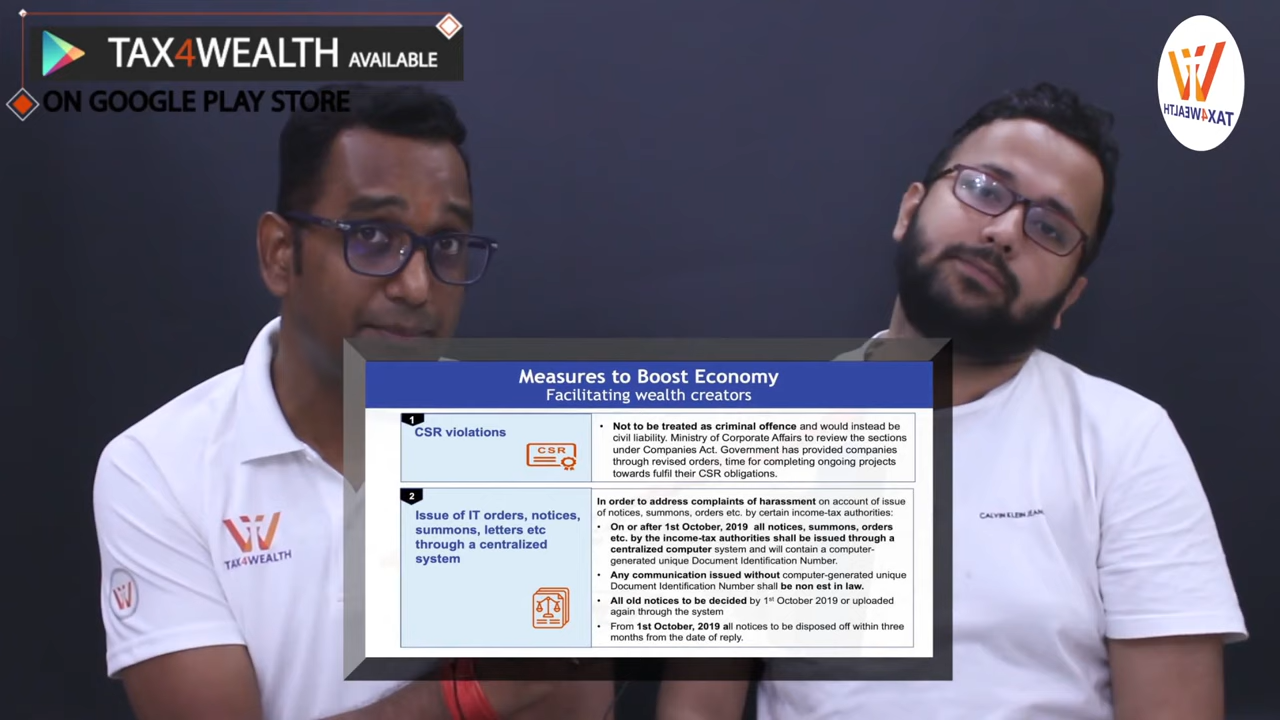 TAX4WEALTH AVAILABLE
ON GOOGLE PLAY STORE
TAX4WEALTH
Measures to Boost Economy
Facilitating wealth creators
1
CSR violations
CSR
• Not to be treated as criminal offence and would instead be
civil liability. Ministry of Corporate Affairs to review the sections
under Companies Act. Government has provided companies
through revised orders, time for completing ongoing projects
towards fulfil their CSR obligations.
2
Issue of IT orders, notices,
summons, letters etc
through a centralized
system
In order to address complaints of harassment on account of issue
of notices, summons, orders etc. by certain income-tax authorities:
• On or after 1st October, 2019 all notices, summons, orders
etc. by the income-tax authorities shall be issued through a
centralized computer system and will contain a computer-
generated unique Document Identification Number.
• Any communication issued without computer-generated unique
Document Identification Number shall be non est in law.
• All old notices to be decided by 1st October 2019 or uploaded
again through the system
• From 1st October, 2019 all notices to be disposed off within three
months from the date of reply.
TAX4WEALTH
CALVIN KLEIN JEANS